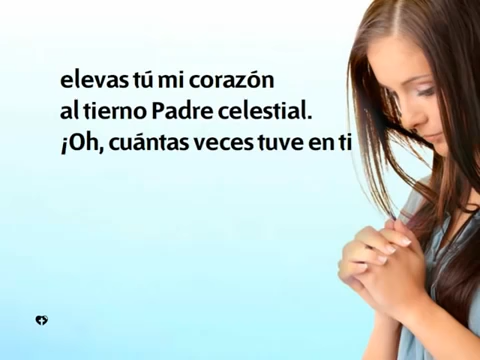 elevas tú mi corazón
al tierno Padre celestial.
¡Oh, cuántas veces tuve en ti